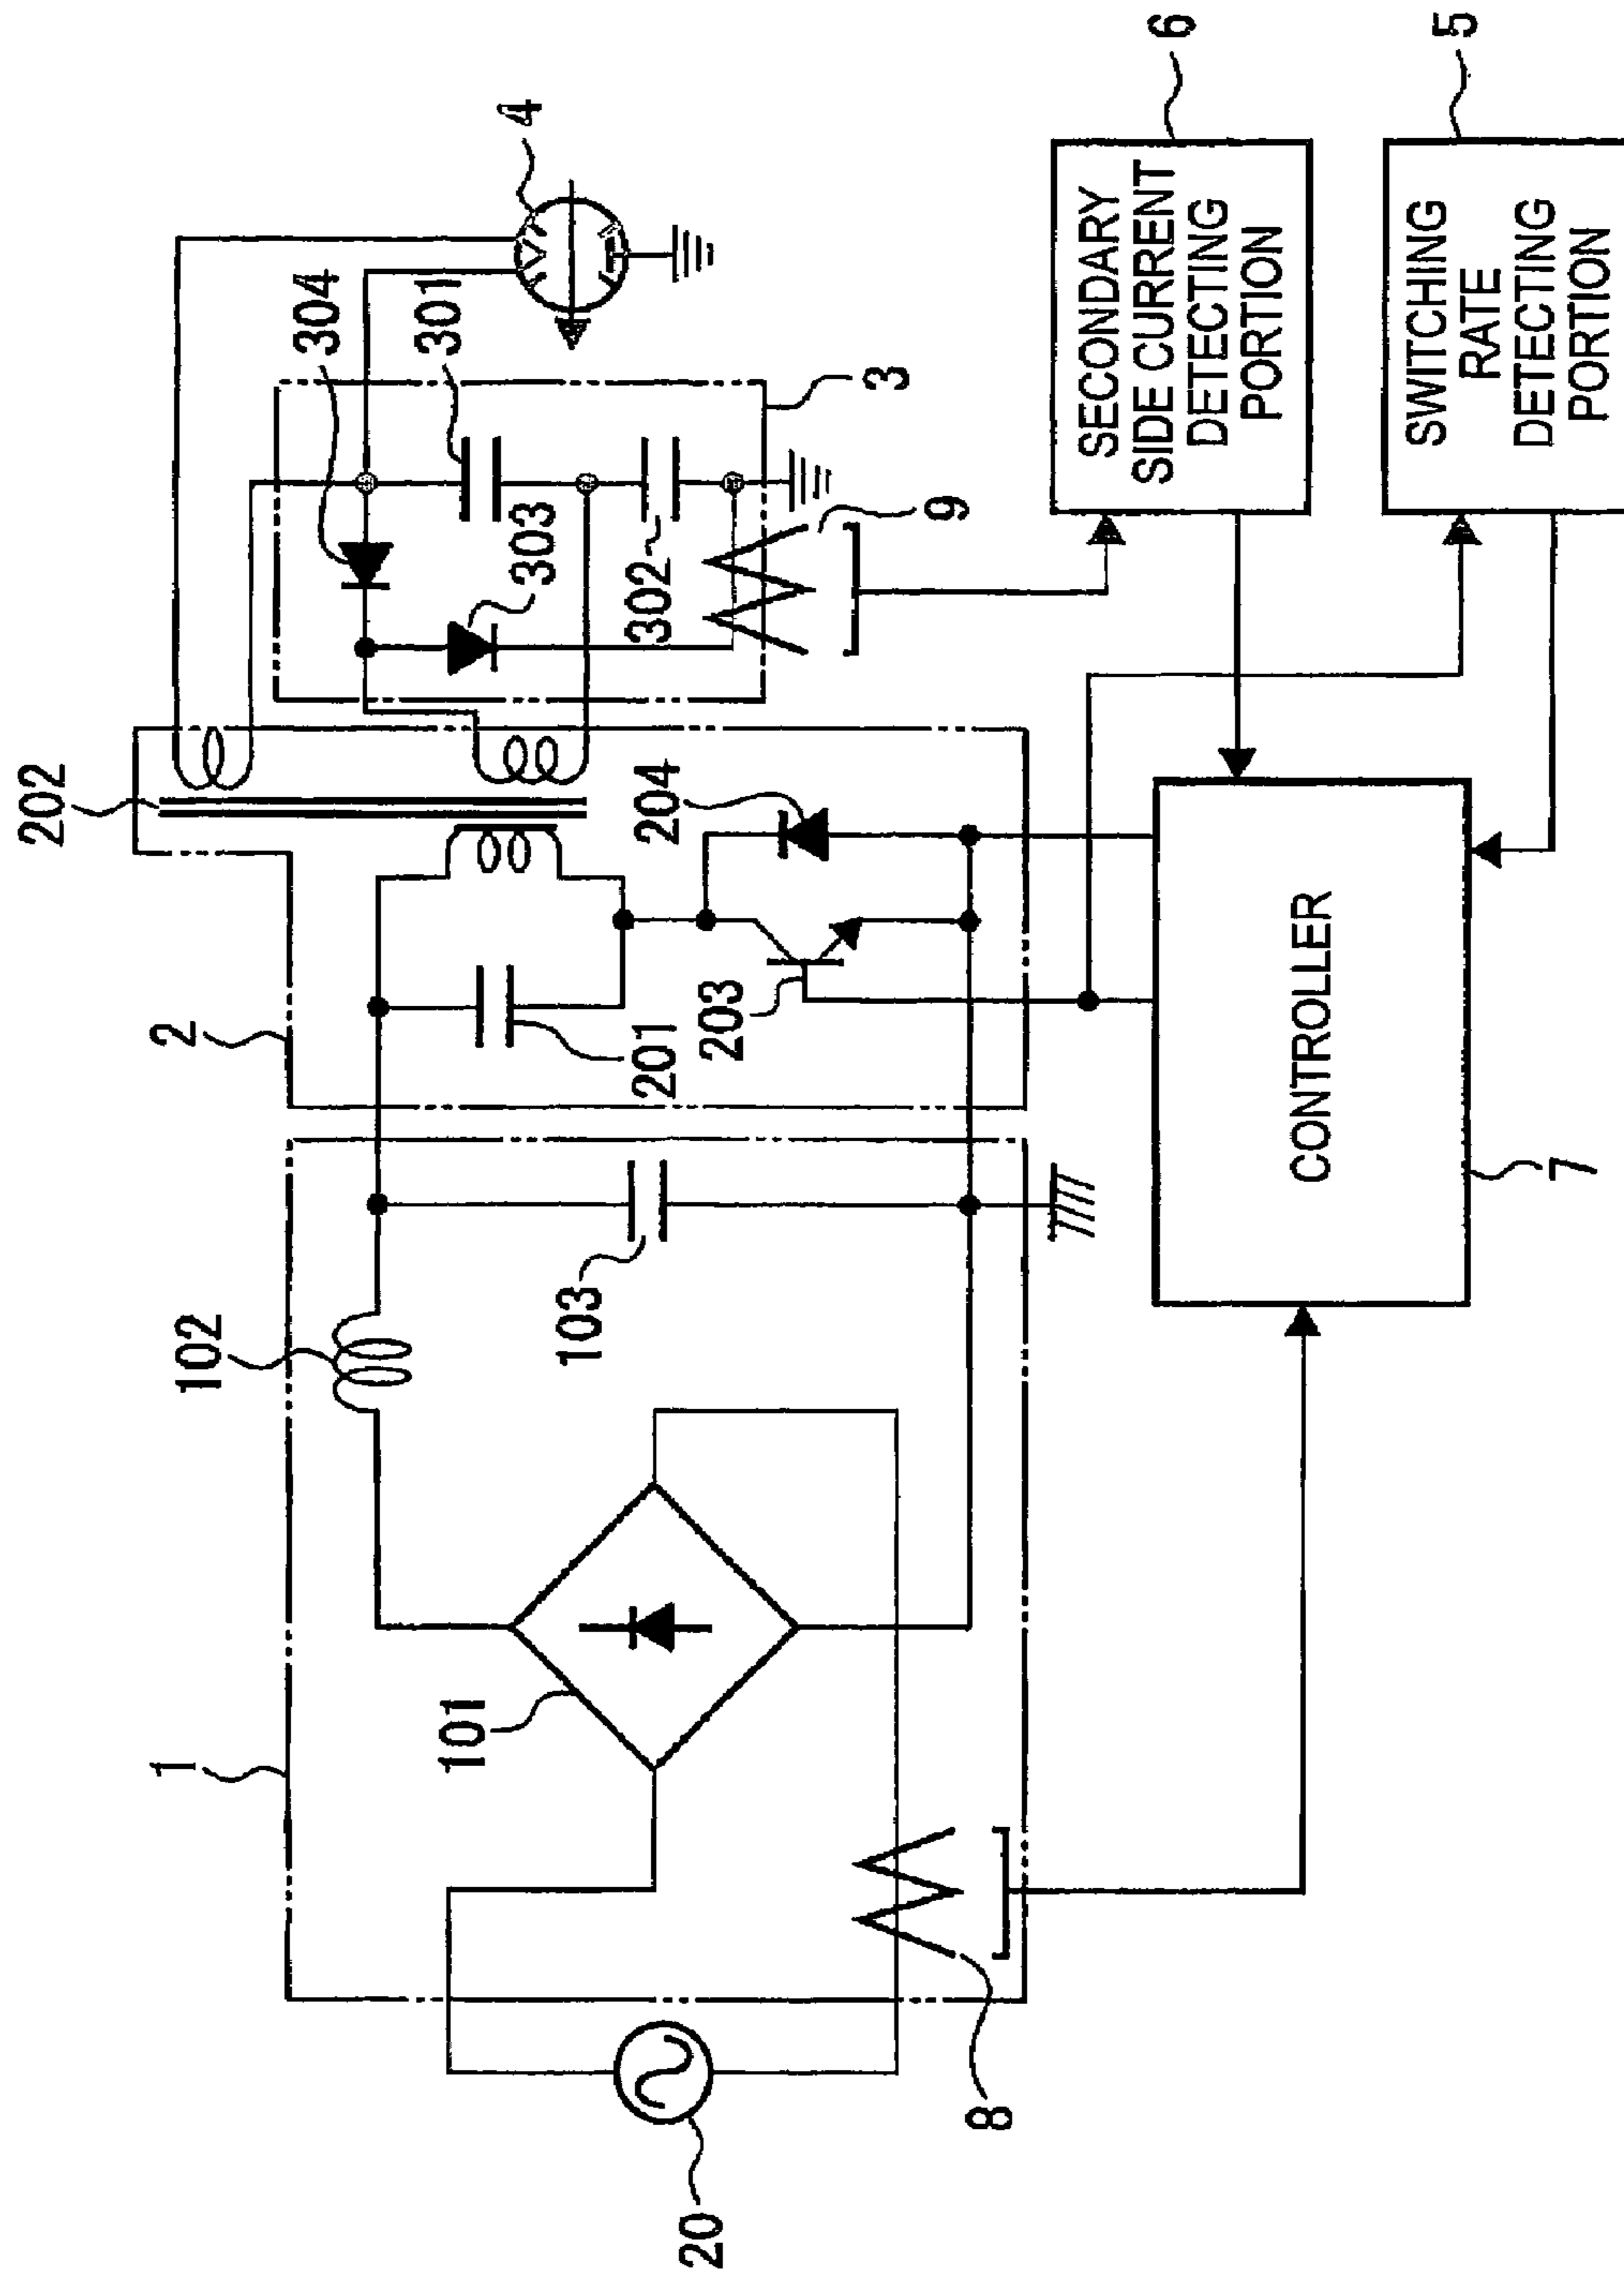 202
304
301
4
303
302
3
9
6
SECONDARY
SIDE CURRENT
DETECTING
PORTION
5
SWITCHING
RATE
DETECTING
PORTION
2
201
203
204
1
102
103
101
CONTROLLER
7
8
20